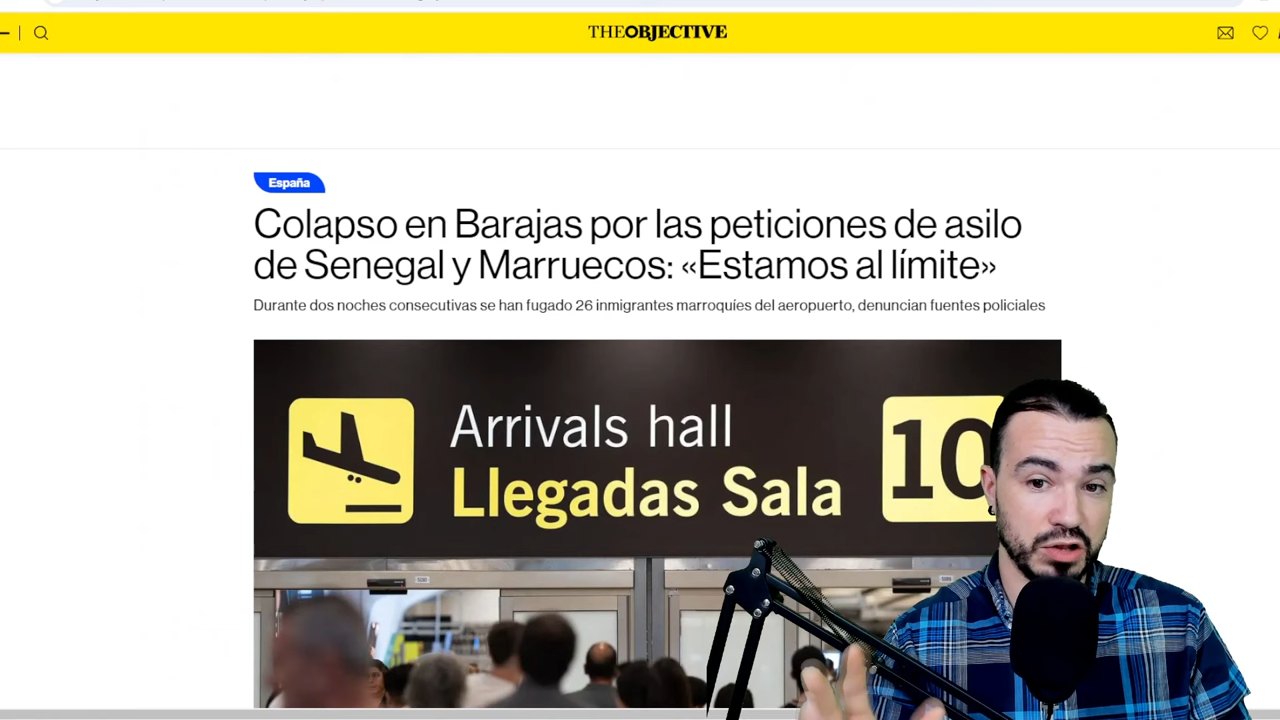 THEOBJECTIVE
España
Colapso en Barajas por las peticiones de asilo
de Senegal y Marruecos: «Estamos al límite»
Durante dos noches consecutivas se han fugado 26 inmigrantes marroquíes del aeropuerto, denuncian fuentes policiales
Arrivals hall
Llegadas Sala
10